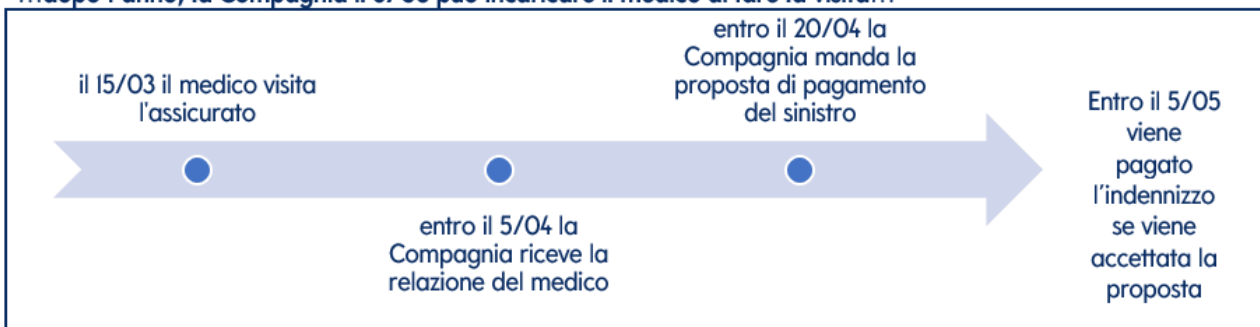 il 15/03 il medico visita
l'assicurato
entro il 5/04 la
Compagnia riceve la
relazione del medico
entro il 20/04 la
Compagnia manda la
proposta di pagamento
del sinistro
Entro il 5/05
viene
pagato
l’indennizzo
se viene
accettata la
proposta